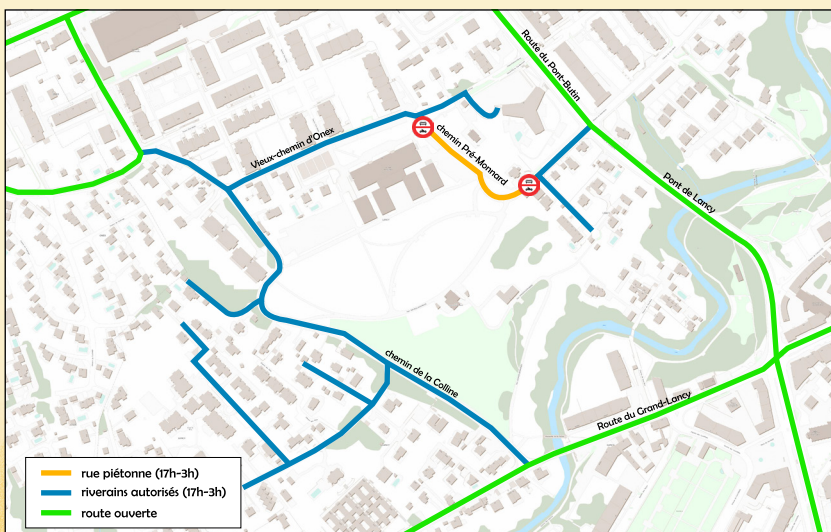 Route du Pont-Butin
Vieux-chemin d'Onex
chemin Pré-Monnard
Pont de Lancy
chemin de la Colline
Route du Grand-Lancy
rue piétonne (17h-3h)
riverains autorisés (17h-3h)
route ouverte